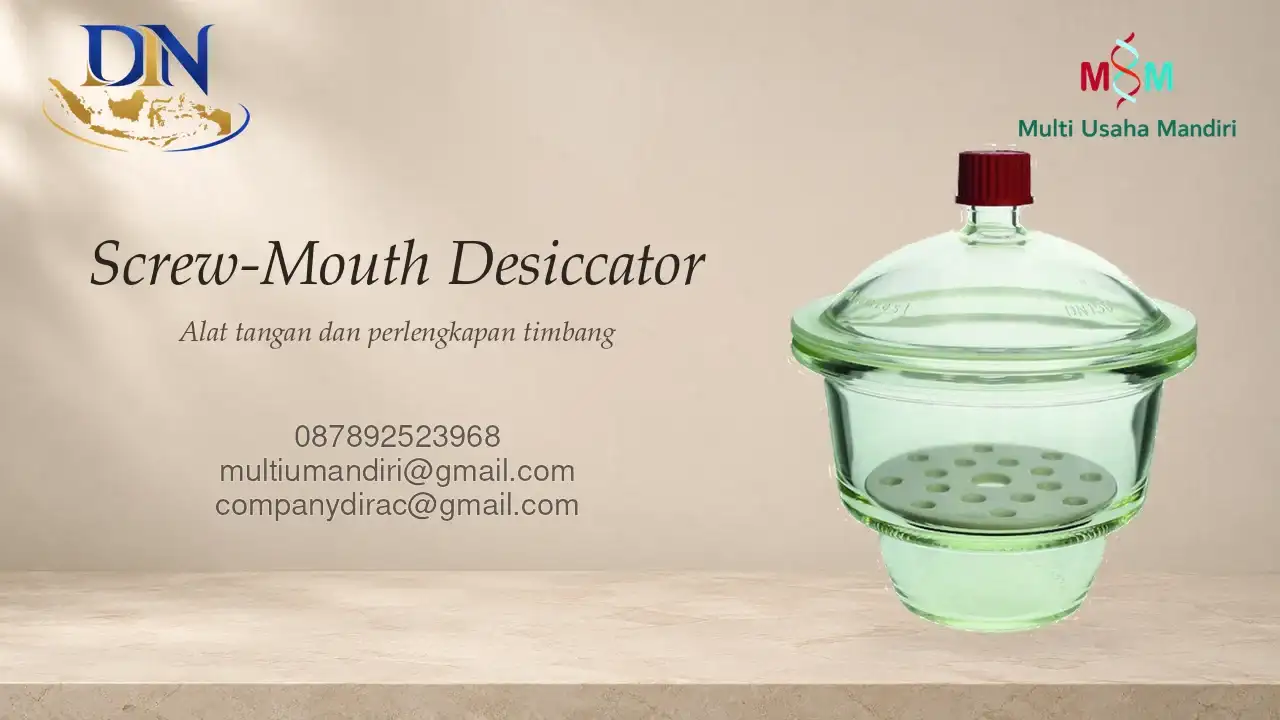 DN
M M
Multi Usaha Mandiri
Screw-Mouth Desiccator
Alat tangan dan perlengkapan timbang
087892523968
multiumandiri@gmail.com
companydirac@gmail.com
DN150